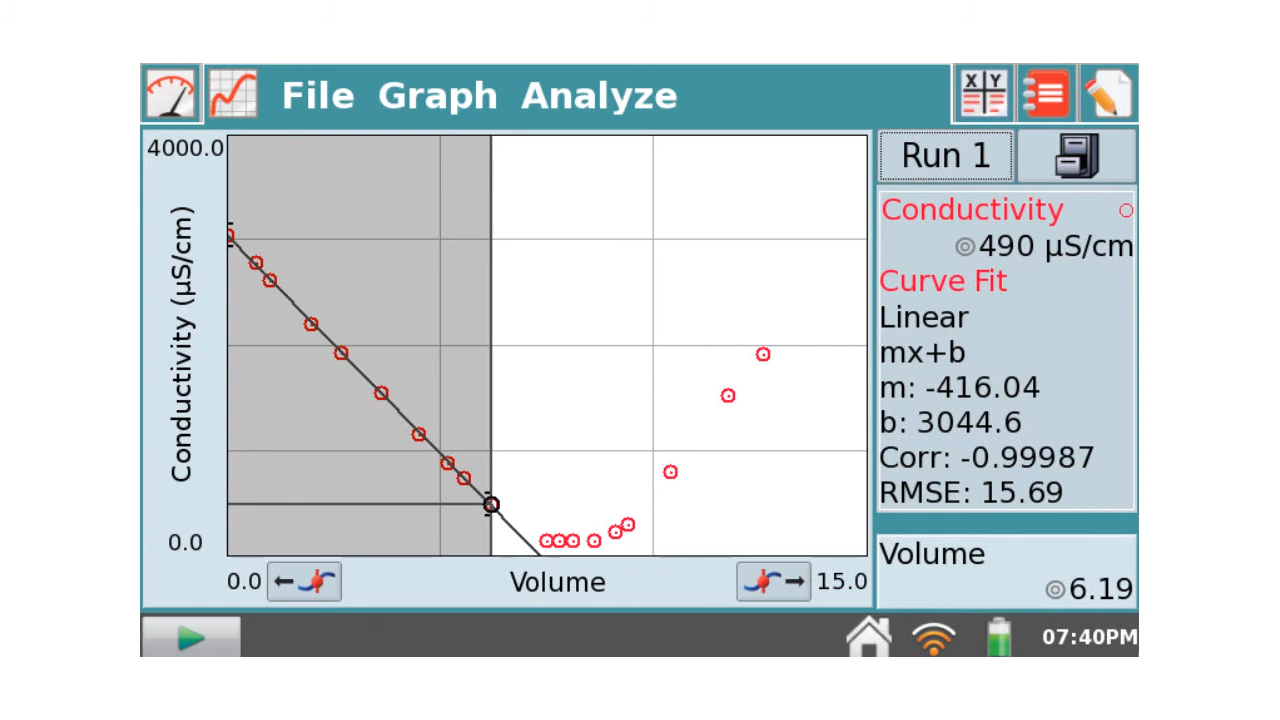 File Graph Analyze
X Y
4000.0
Conductivity (µS/cm)
0.0
0.0
Volume
15.0
Run 1
Conductivity
490 µS/cm
Curve Fit
Linear
mx+b
m: -416.04
b: 3044.6
Corr: -0.99987
RMSE: 15.69
Volume
6.19
07:40PM